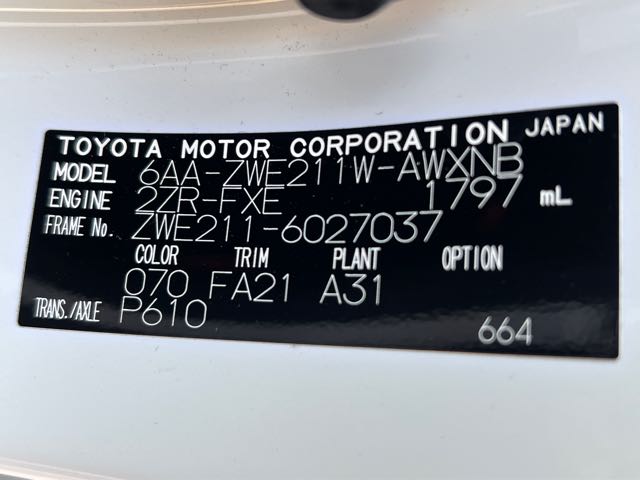 TOYOTA MOTOR CORPORATION JAPAN
MODEL 6AA-ZWE211W-AWXNB
ENGINE 2ZR-FXE 1797 mL
FRAME No. ZWE211-6027037
COLOR TRIM PLANT OPTION
070 FA21 A31
TRANS./AXLE P610
664